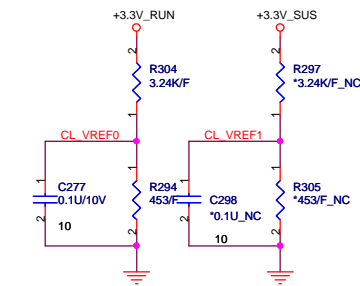 +3.3V_RUN
+3.3V_SUS
2
2
R304
3.24K/F
R297
*3.24K/F_NC
1
1
CL_VREF0
CL_VREF1
1
1
1
1
C277
0.1U/10V
R294
453/F
C298
*0.1U_NC
R305
*453/F_NC
2
2
2
2
10
10